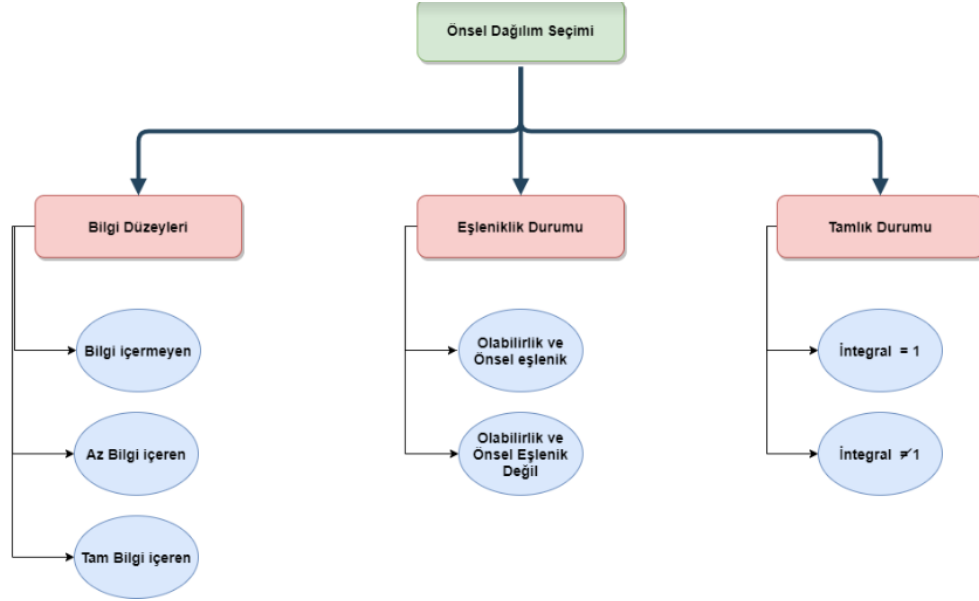 Önsel Dağılım Seçimi
Bilgi Düzeyleri
Eşleniklik Durumu
Tamlık Durumu
Bilgi içermeyen
Az Bilgi içeren
Tam Bilgi içeren
Olabilirlik ve
Önsel eşlenik
Olabilirlik ve
Önsel Eşlenik
Değil
İntegral = 1
İntegral ≠ 1